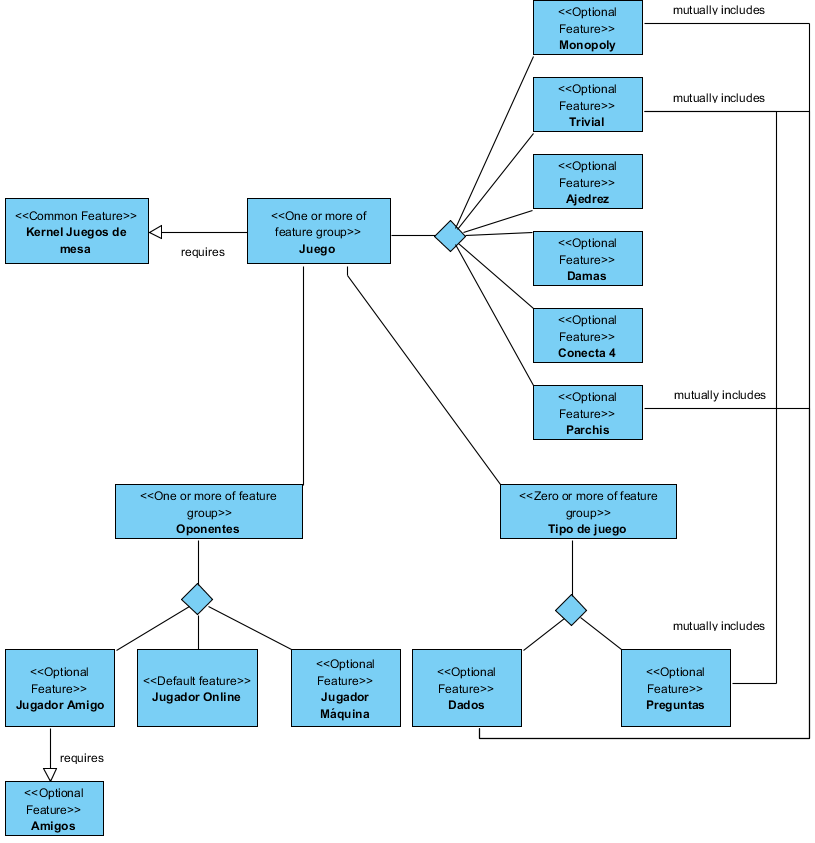 <<Optional
Feature>>
Monopoly
mutually includes
<<Optional
Feature>>
Trivial
mutually includes
<<Optional
Feature>>
Ajedrez
<<Common Feature>>
Kernel Juegos de
mesa
requires
<<One or more of
feature group>>
Juego
<<Optional
Feature>>
Damas
<<Optional
Feature>>
Conecta 4
<<Optional
Feature>>
Parchis
mutually includes
<<One or more of feature
group>>
Oponentes
<<Zero or more of feature
group>>
Tipo de juego
mutually includes
<<Optional
Feature>>
Jugador Amigo
<<Default feature>>
Jugador Online
<<Optional
Feature>>
Jugador
Máquina
<<Optional
Feature>>
Dados
<<Optional
Feature>>
Preguntas
requires
<<Optional
Feature>>
Amigos